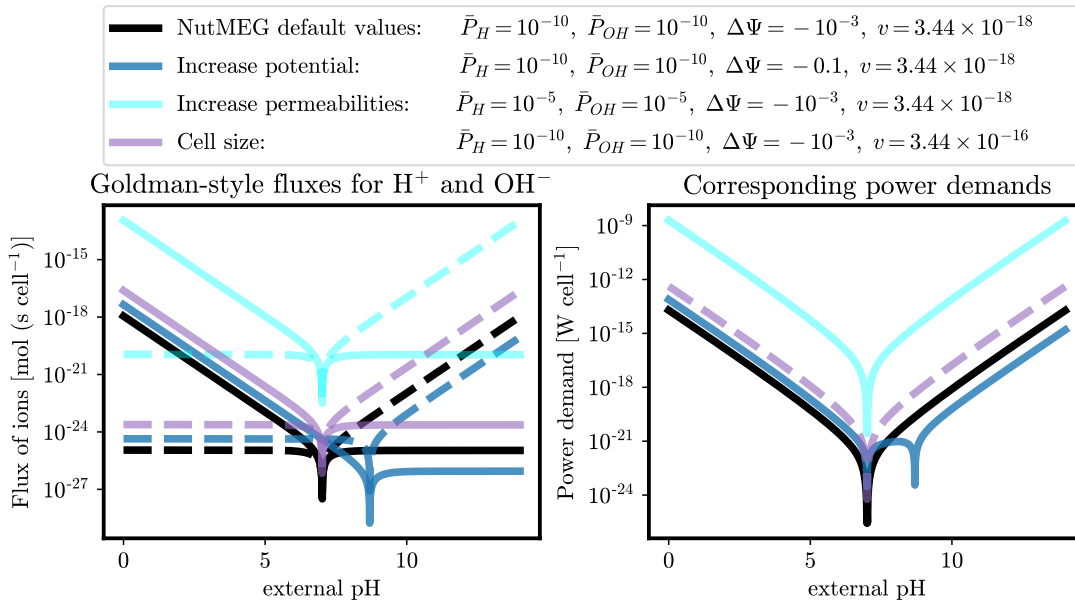 NutMEG default values: P̄_H = 10^-10, P̄_OH = 10^-10, ΔΨ = −10^-3, v = 3.44 × 10^-18
Increase potential: P̄_H = 10^-10, P̄_OH = 10^-10, ΔΨ = −0.1, v = 3.44 × 10^-18
Increase permeabilities: P̄_H = 10^-5, P̄_OH = 10^-5, ΔΨ = −10^-3, v = 3.44 × 10^-18
Cell size: P̄_H = 10^-10, P̄_OH = 10^-10, ΔΨ = −10^-3, v = 3.44 × 10^-16
Goldman-style fluxes for H⁺ and OH⁻
Flux of ions [mol (s cell⁻¹)]
10^-15
10^-18
10^-21
10^-24
10^-27
0 5 10
external pH
Corresponding power demands
Power demand [W cell⁻¹]
10^-9
10^-12
10^-15
10^-18
10^-21
10^-24
0 5 10
external pH